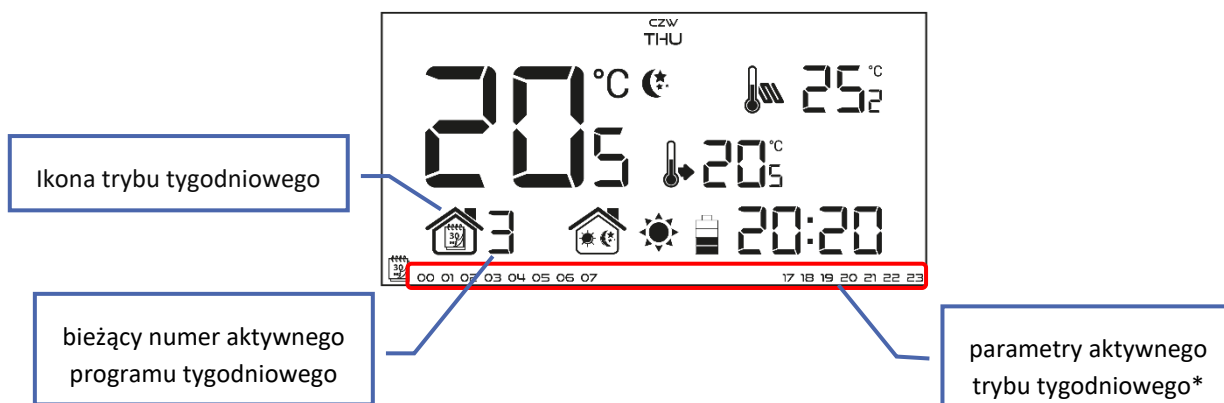 CZW
THU
20 5 °C
25 2 °C
20 5 °C
Ikona trybu tygodniowego
30
3
20:20
30
00 01 02 03 04 05 06 07 17 18 19 20 21 22 23
bieżący numer aktywnego
programu tygodniowego
parametry aktywnego
trybu tygodniowego*